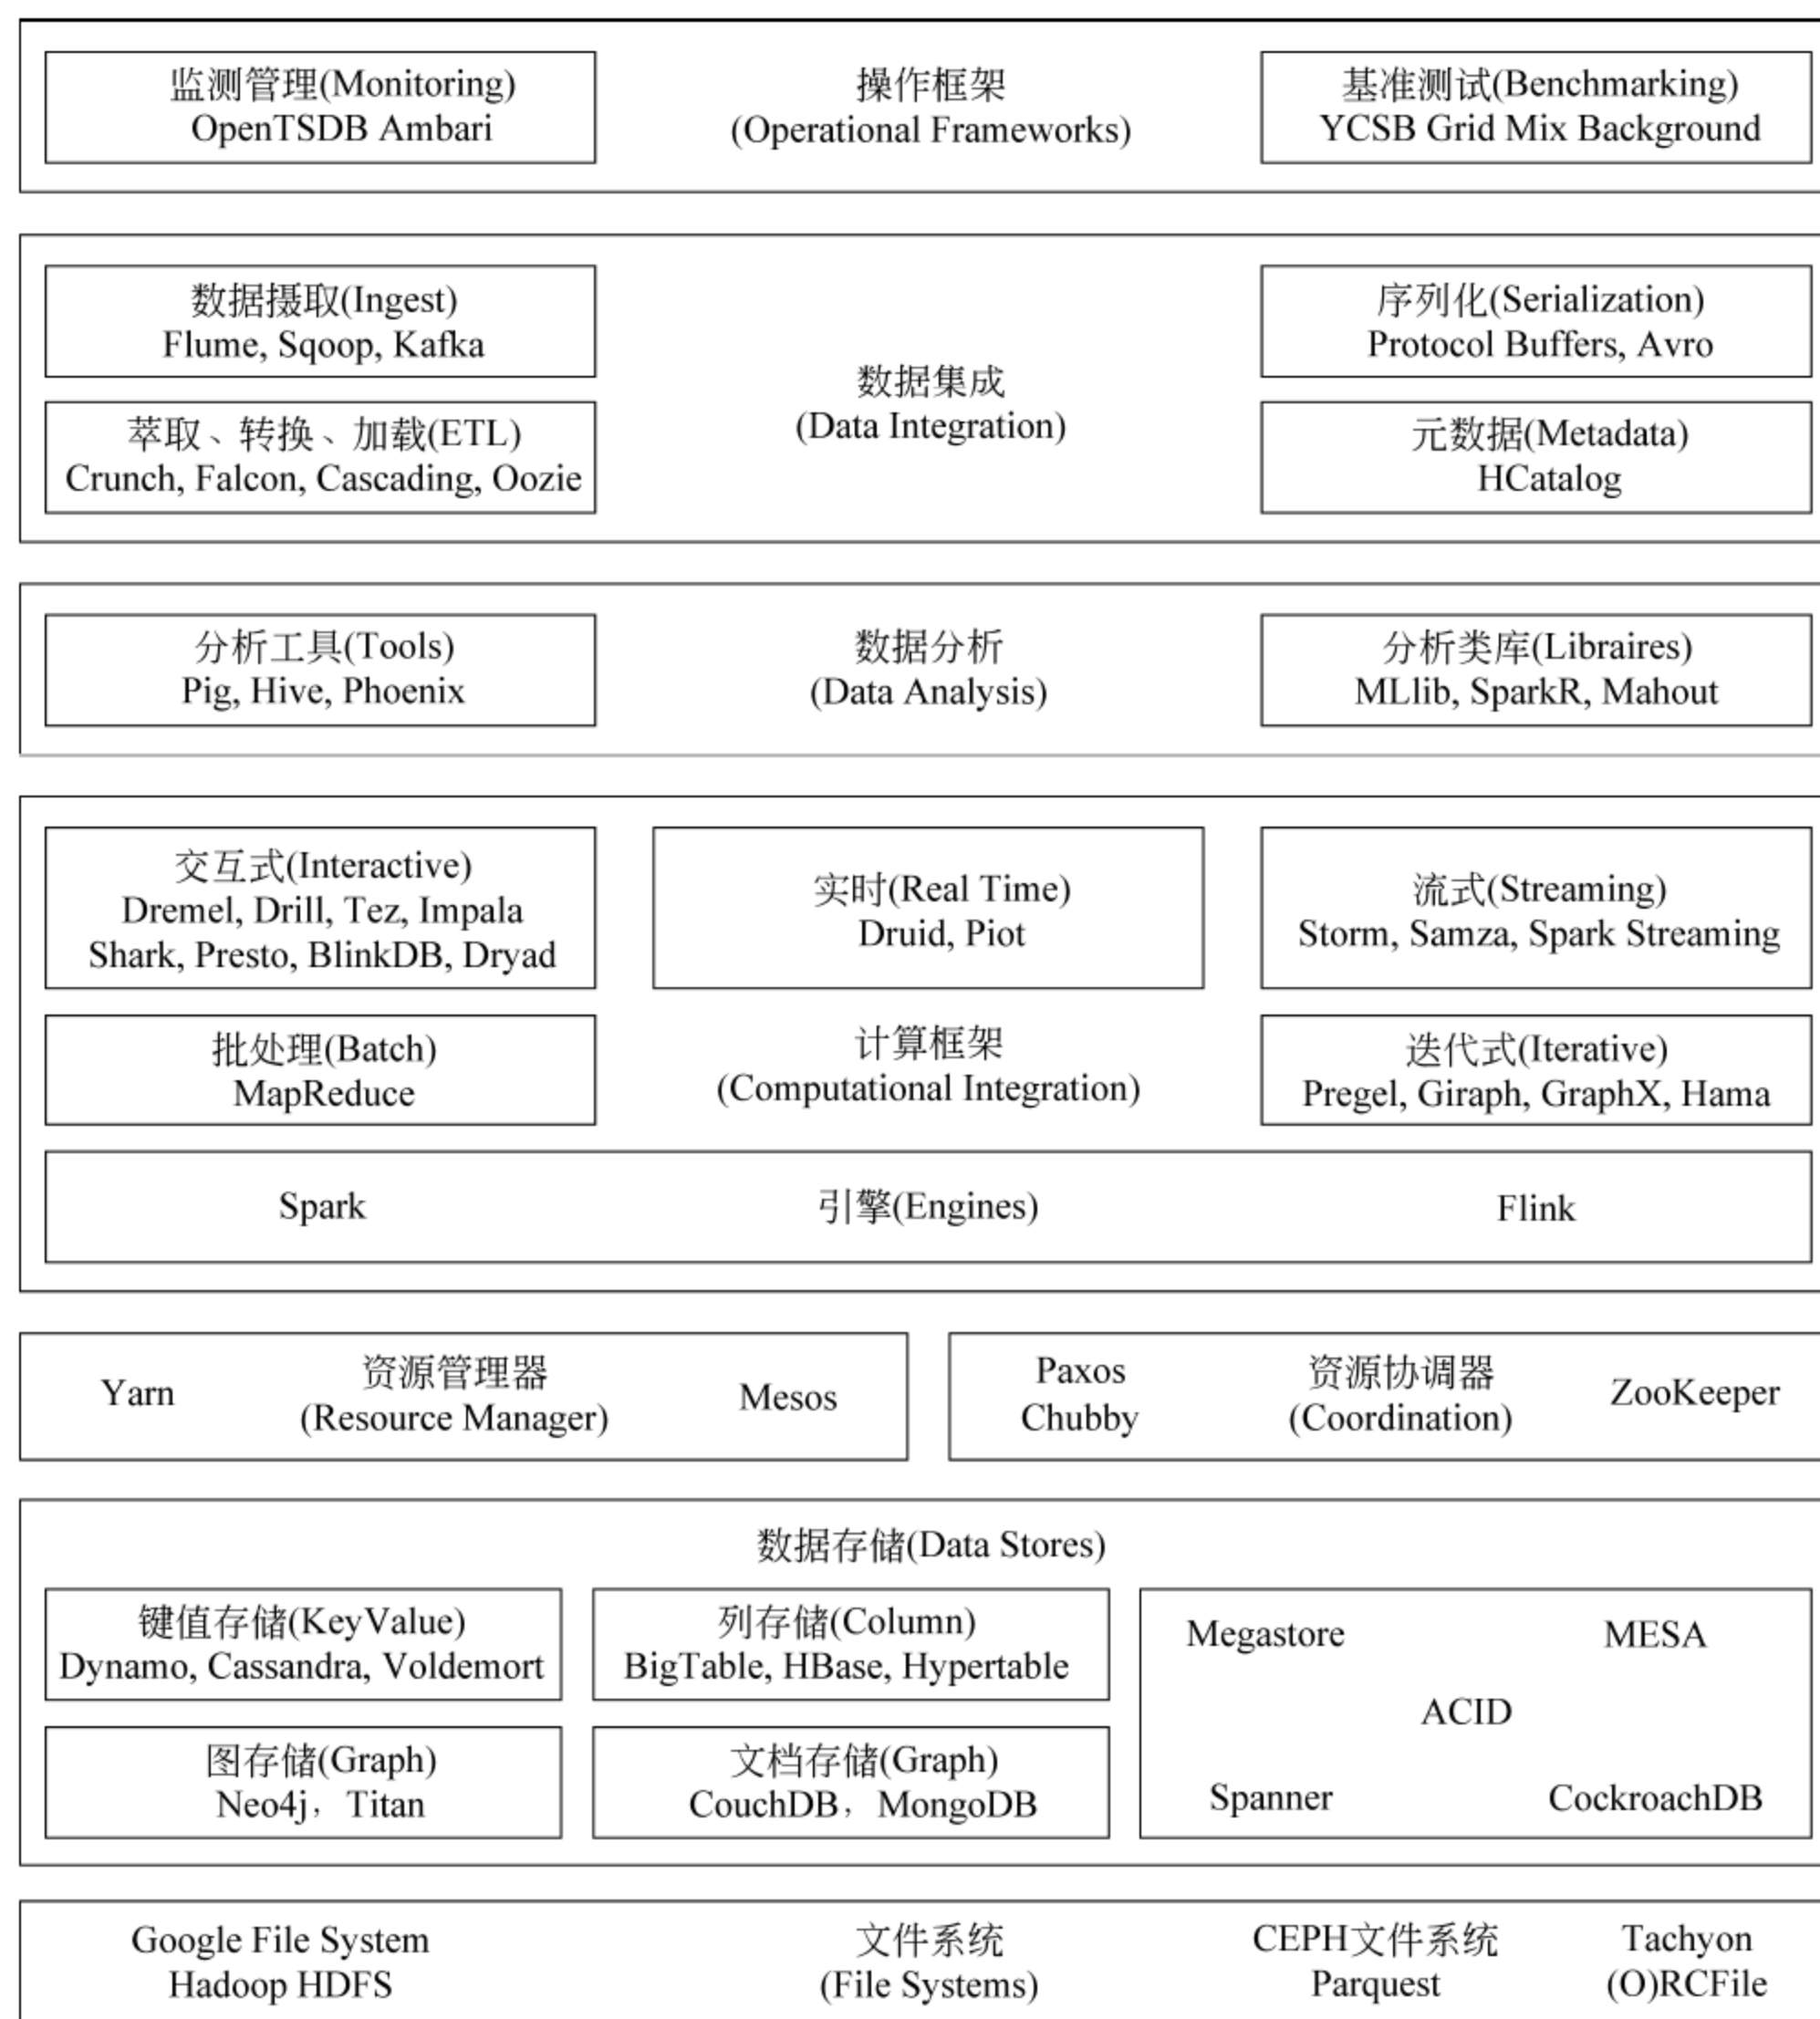 监测管理(Monitoring)
OpenTSDB Ambari
操作框架
(Operational Frameworks)
基准测试(Benchmarking)
YCSB Grid Mix Background
数据摄取(Ingest)
Flume, Sqoop, Kafka
萃取、转换、加载(ETL)
Crunch, Falcon, Cascading, Oozie
数据集成
(Data Integration)
序列化(Serialization)
Protocol Buffers, Avro
元数据(Metadata)
HCatalog
分析工具(Tools)
Pig, Hive, Phoenix
数据分析
(Data Analysis)
分析类库(Libraires)
MLlib, SparkR, Mahout
交互式(Interactive)
Dremel, Drill, Tez, Impala
Shark, Presto, BlinkDB, Dryad
实时(Real Time)
Druid, Piot
流式(Streaming)
Storm, Samza, Spark Streaming
批处理(Batch)
MapReduce
计算框架
(Computational Integration)
迭代式(Iterative)
Pregel, Giraph, GraphX, Hama
Spark
引擎(Engines)
Flink
Yarn
资源管理器
(Resource Manager)
Mesos
Paxos
Chubby
资源协调器
(Coordination)
ZooKeeper
数据存储(Data Stores)
键值存储(KeyValue)
Dynamo, Cassandra, Voldemort
列存储(Column)
BigTable, HBase, Hypertable
图存储(Graph)
Neo4j，Titan
文档存储(Graph)
CouchDB，MongoDB
Megastore
MESA
ACID
Spanner
CockroachDB
Google File System
Hadoop HDFS
文件系统
(File Systems)
CEPH文件系统
Parquest
Tachyon
(O)RCFile